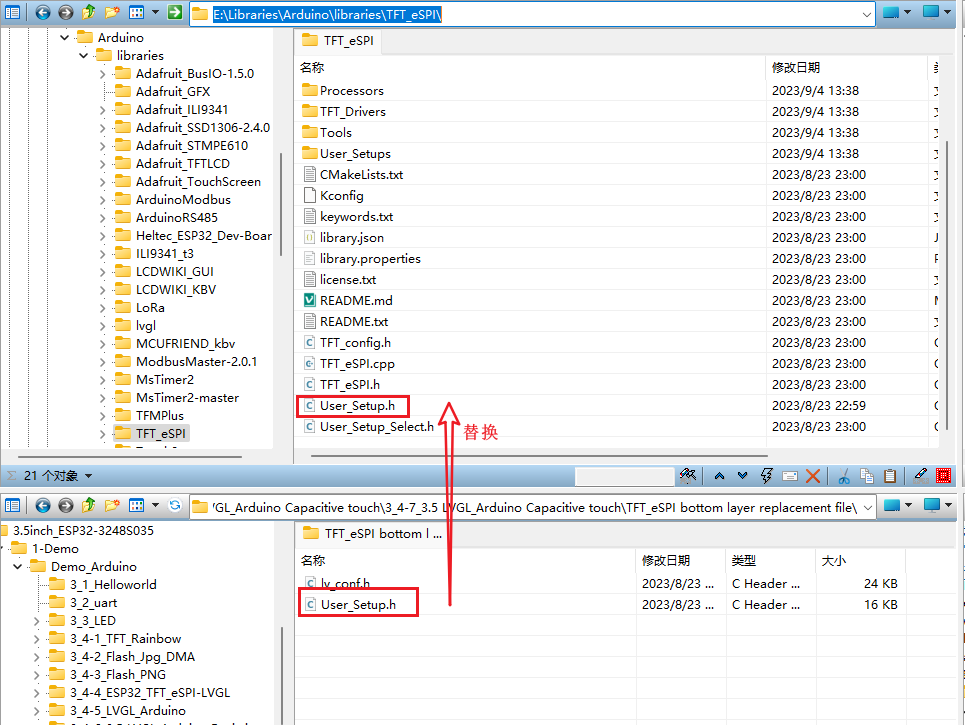 E:\Libraries\Arduino\libraries\TFT_eSPI\
Arduino
libraries
Adafruit_BusIO-1.5.0
Adafruit_GFX
Adafruit_ILI9341
Adafruit_SSD1306-2.4.0
Adafruit_STMPE610
Adafruit_TFTLCD
Adafruit_TouchScreen
ArduinoModbus
ArduinoRS485
Heltec_ESP32_Dev-Boar
ILI9341_t3
LCDWIKI_GUI
LCDWIKI_KBV
LoRa
lvgl
MCUFRIEND_kbv
ModbusMaster-2.0.1
MsTimer2
MsTimer2-master
TFMPlus
TFT_eSPI
TFT_eSPI
名称 修改日期
Processors 2023/9/4 13:38
TFT_Drivers 2023/9/4 13:38
Tools 2023/9/4 13:38
User_Setups 2023/9/4 13:38
CMakeLists.txt 2023/8/23 23:00
Kconfig 2023/8/23 23:00
keywords.txt 2023/8/23 23:00
library.json 2023/8/23 23:00
library.properties 2023/8/23 23:00
license.txt 2023/8/23 23:00
README.md 2023/8/23 23:00
README.txt 2023/8/23 23:00
TFT_config.h 2023/8/23 23:00
TFT_eSPI.cpp 2023/8/23 23:00
TFT_eSPI.h 2023/8/23 23:00
User_Setup.h 2023/8/23 22:59
User_Setup_Select.h 2023/8/23 23:00
替换
21 个对象
VGL_Arduino Capacitive touch\3_4-7_3.5 LVGL_Arduino Capacitive touch\TFT_eSPI bottom layer replacement file\
3.5inch_ESP32-3248S035
1-Demo
Demo_Arduino
3_1_Helloworld
3_2_uart
3_3_LED
3_4-1_TFT_Rainbow
3_4-2_Flash_Jpg_DMA
3_4-3_Flash_PNG
3_4-4_ESP32_TFT_eSPI-LVGL
3_4-5_LVGL_Arduino
TFT_eSPI bottom l ...
名称 修改日期 类型 大小
lv_conf.h 2023/8/23 ... C Header ... 24 KB
User_Setup.h 2023/8/23 ... C Header ... 16 KB